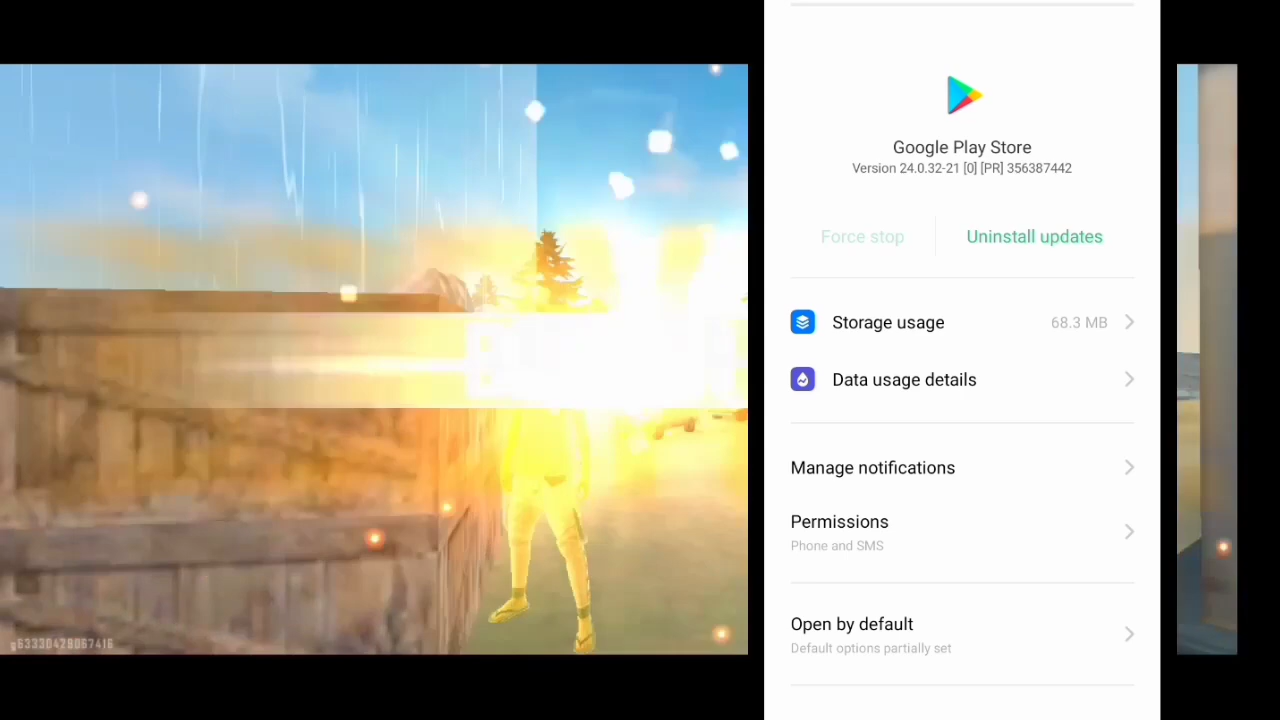 Google Play Store
Version 24.0.32-21 [0] [PR] 356387442
Force stop
Uninstall updates
Storage usage
68.3 MB
Data usage details
Manage notifications
Permissions
Phone and SMS
Open by default
Default options partially set